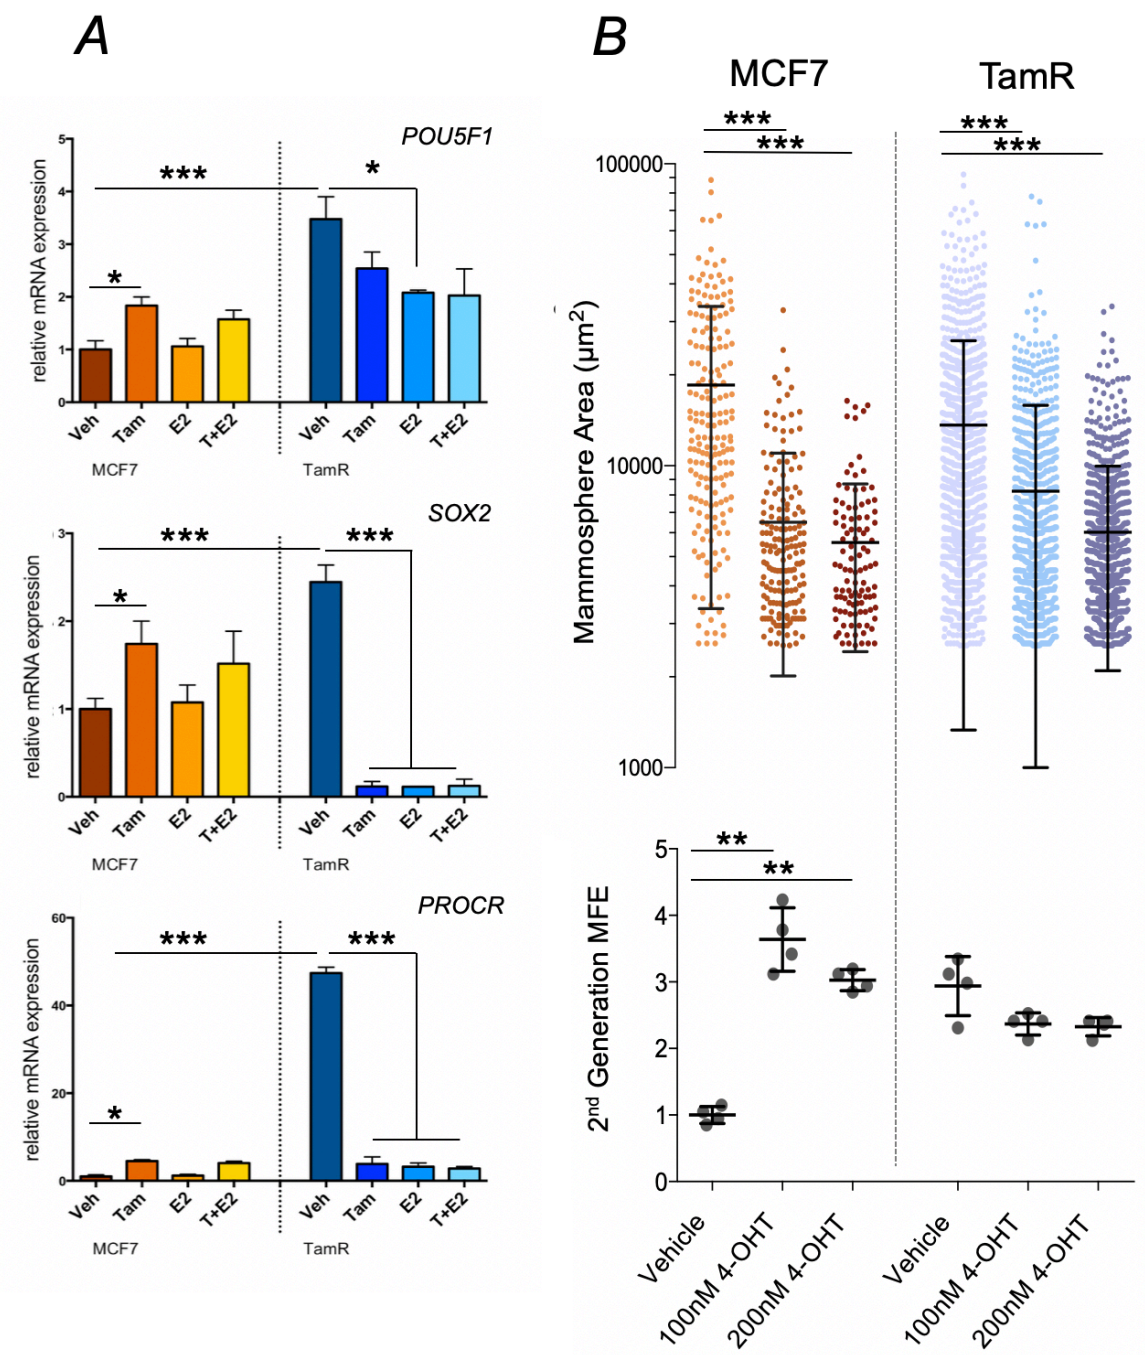 A
POU5F1
relative mRNA expression
5
4
3
2
1
0
***
*
*
Veh Tam E2 T+E2 Veh Tam E2 T+E2
MCF7 TamR
SOX2
relative mRNA expression
3
2
1
0
***
***
*
Veh Tam E2 T+E2 Veh Tam E2 T+E2
MCF7 TamR
PROCR
relative mRNA expression
60
40
20
0
***
***
*
Veh Tam E2 T+E2 Veh Tam E2 T+E2
MCF7 TamR
B
MCF7 TamR
***
***
***
***
Mammosphere Area (µm2)
100000
10000
1000
2nd Generation MFE
5
4
3
2
1
0
**
**
Vehicle
100nM 4-OHT
200nM 4-OHT
Vehicle
100nM 4-OHT
200nM 4-OHT